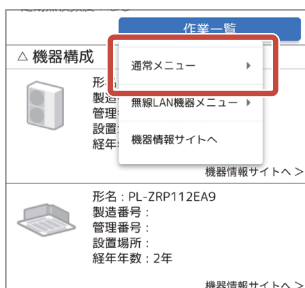 作業一覧
△ 機器構成
通常メニュー
無線LAN機器メニュー
機器情報サイトへ
形
製造
管理
設置
経年
機器情報サイトへ >
形名 : PL-ZRP112EA9
製造番号 :
管理番号 :
設置場所 :
経年年数 : 2年
機器情報サイトへ >